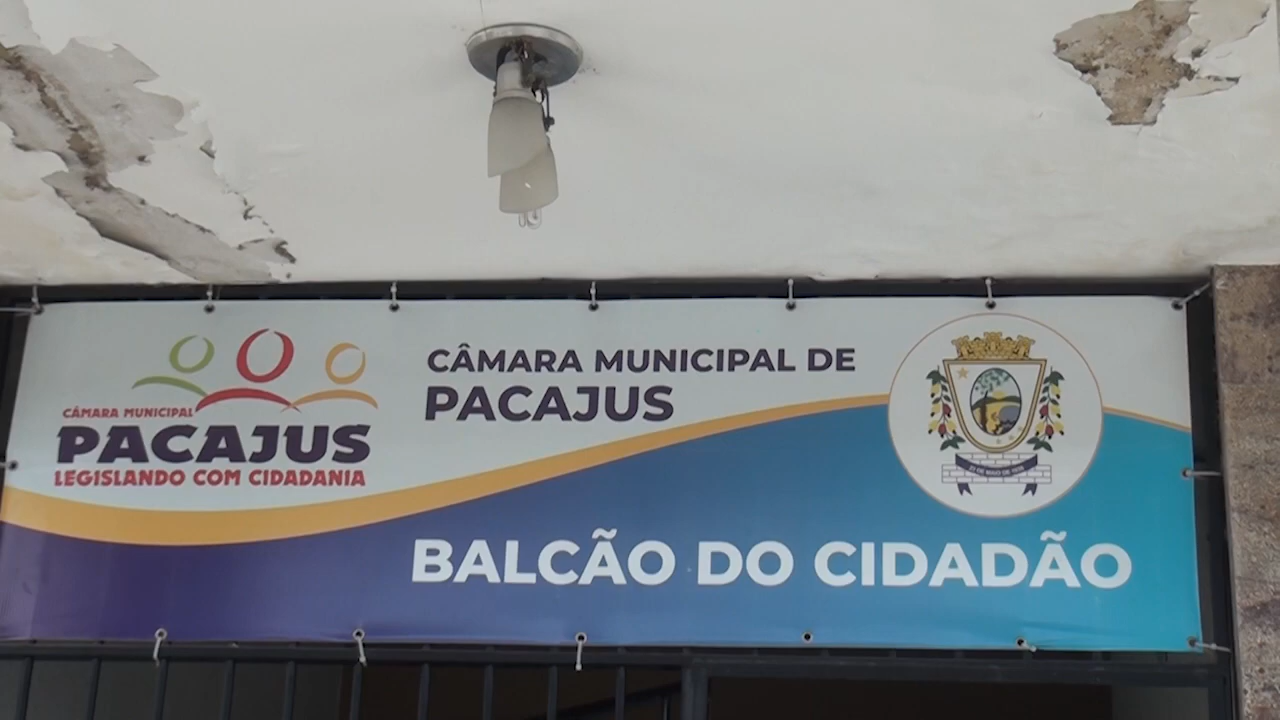 CÂMARA MUNICIPAL
PACAJUS
LEGISLANDO COM CIDADANIA
CÂMARA MUNICIPAL DE
PACAJUS
BALCÃO DO CIDADÃO